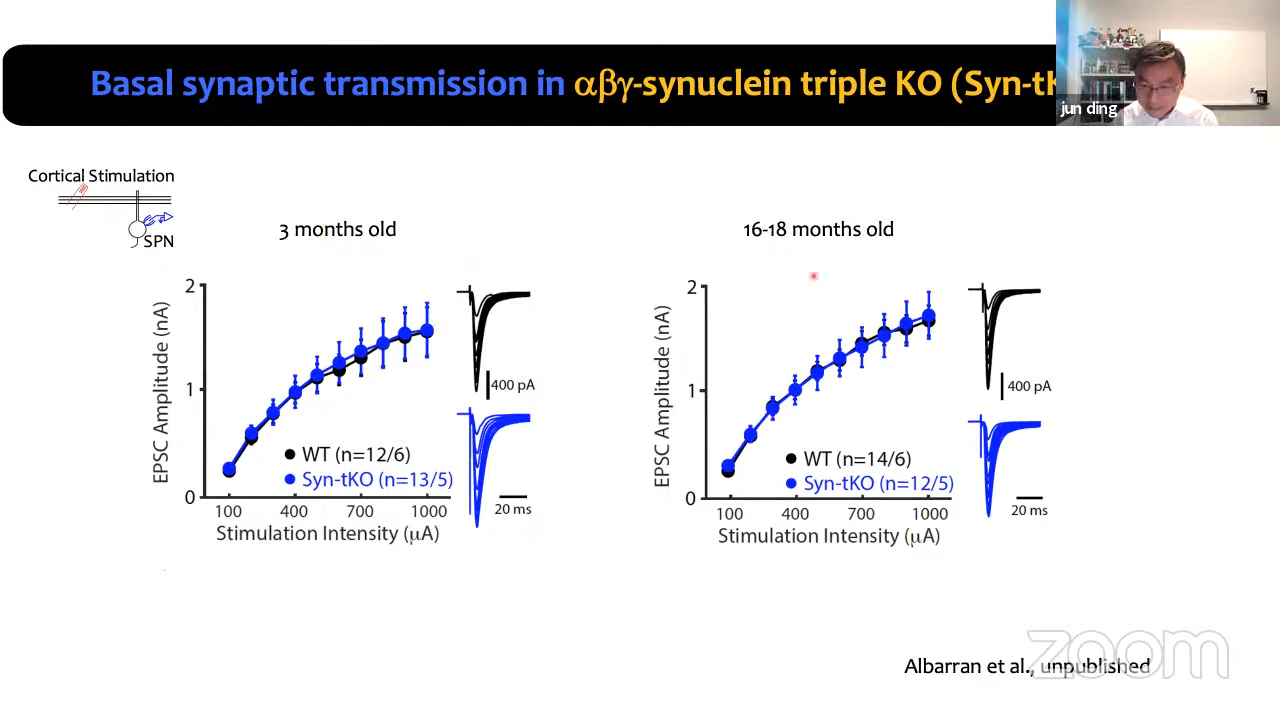 Basal synaptic transmission in αβγ-synuclein triple KO (Syn-tK
jun ding
Cortical Stimulation
SPN
3 months old
16-18 months old
2
1
0
EPSC Amplitude (nA)
100 400 700 1000
Stimulation Intensity (μA)
WT (n=12/6)
Syn-tKO (n=13/5)
400 pA
20 ms
2
1
0
EPSC Amplitude (nA)
100 400 700 1000
Stimulation Intensity (μA)
WT (n=14/6)
Syn-tKO (n=12/5)
400 pA
20 ms
Albarran et al., unpublished
zoom